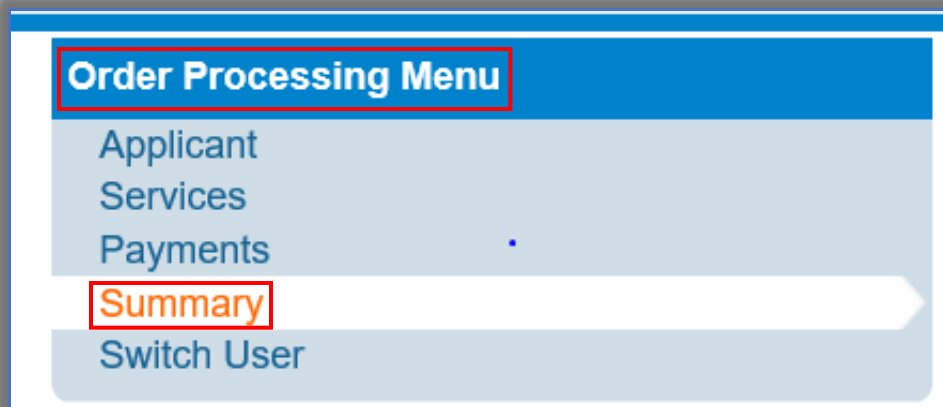 Order Processing Menu
Applicant
Services
Payments
Summary
Switch User